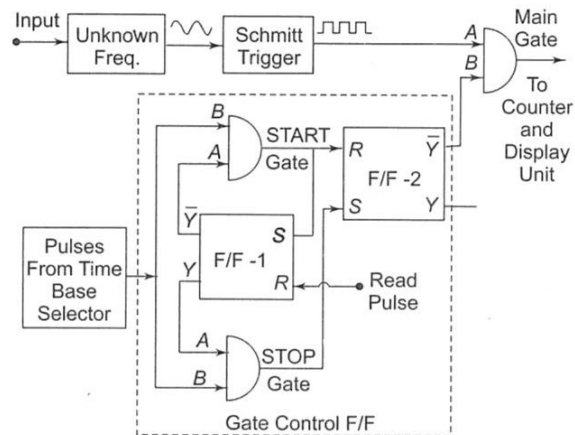 Input
Unknown
Freq.
Schmitt
Trigger
A
B
Main
Gate
To
Counter
and
Display
Unit
B
A
START
Gate
R
Y̅
F/F -2
S
Y
Y̅
S
F/F -1
Y
R
Read
Pulse
Pulses
From Time
Base
Selector
A
B
STOP
Gate
Gate Control F/F